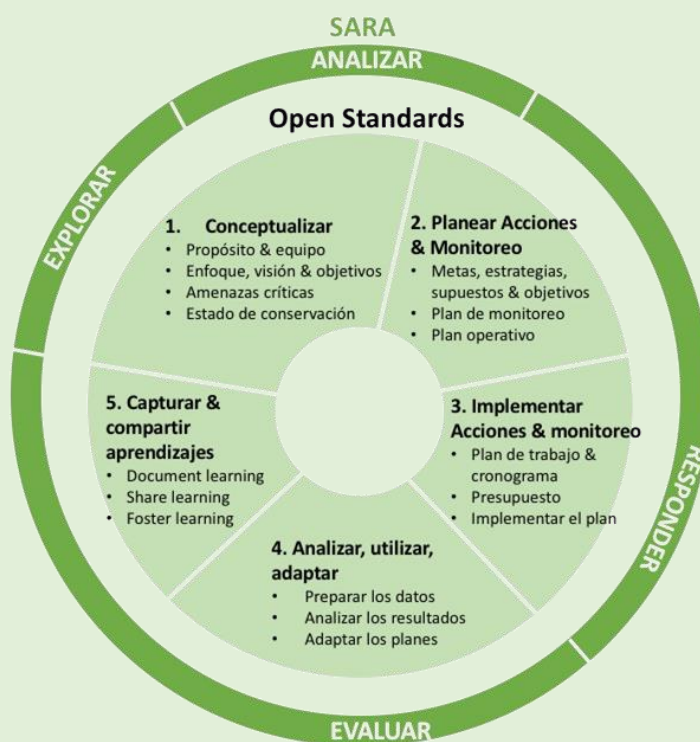 SARA
ANALIZAR
EXPLORAR
Open Standards
1. Conceptualizar
• Propósito & equipo
• Enfoque, visión & objetivos
• Amenazas críticas
• Estado de conservación
2. Planear Acciones
& Monitoreo
• Metas, estrategias,
supuestos & objetivos
• Plan de monitoreo
• Plan operativo
3. Implementar
Acciones & monitoreo
• Plan de trabajo &
cronograma
• Presupuesto
• Implementar el plan
RESPONDER
4. Analizar, utilizar,
adaptar
• Preparar los datos
• Analizar los resultados
• Adaptar los planes
5. Capturar &
compartir
aprendizajes
• Document learning
• Share learning
• Foster learning
EVALUAR